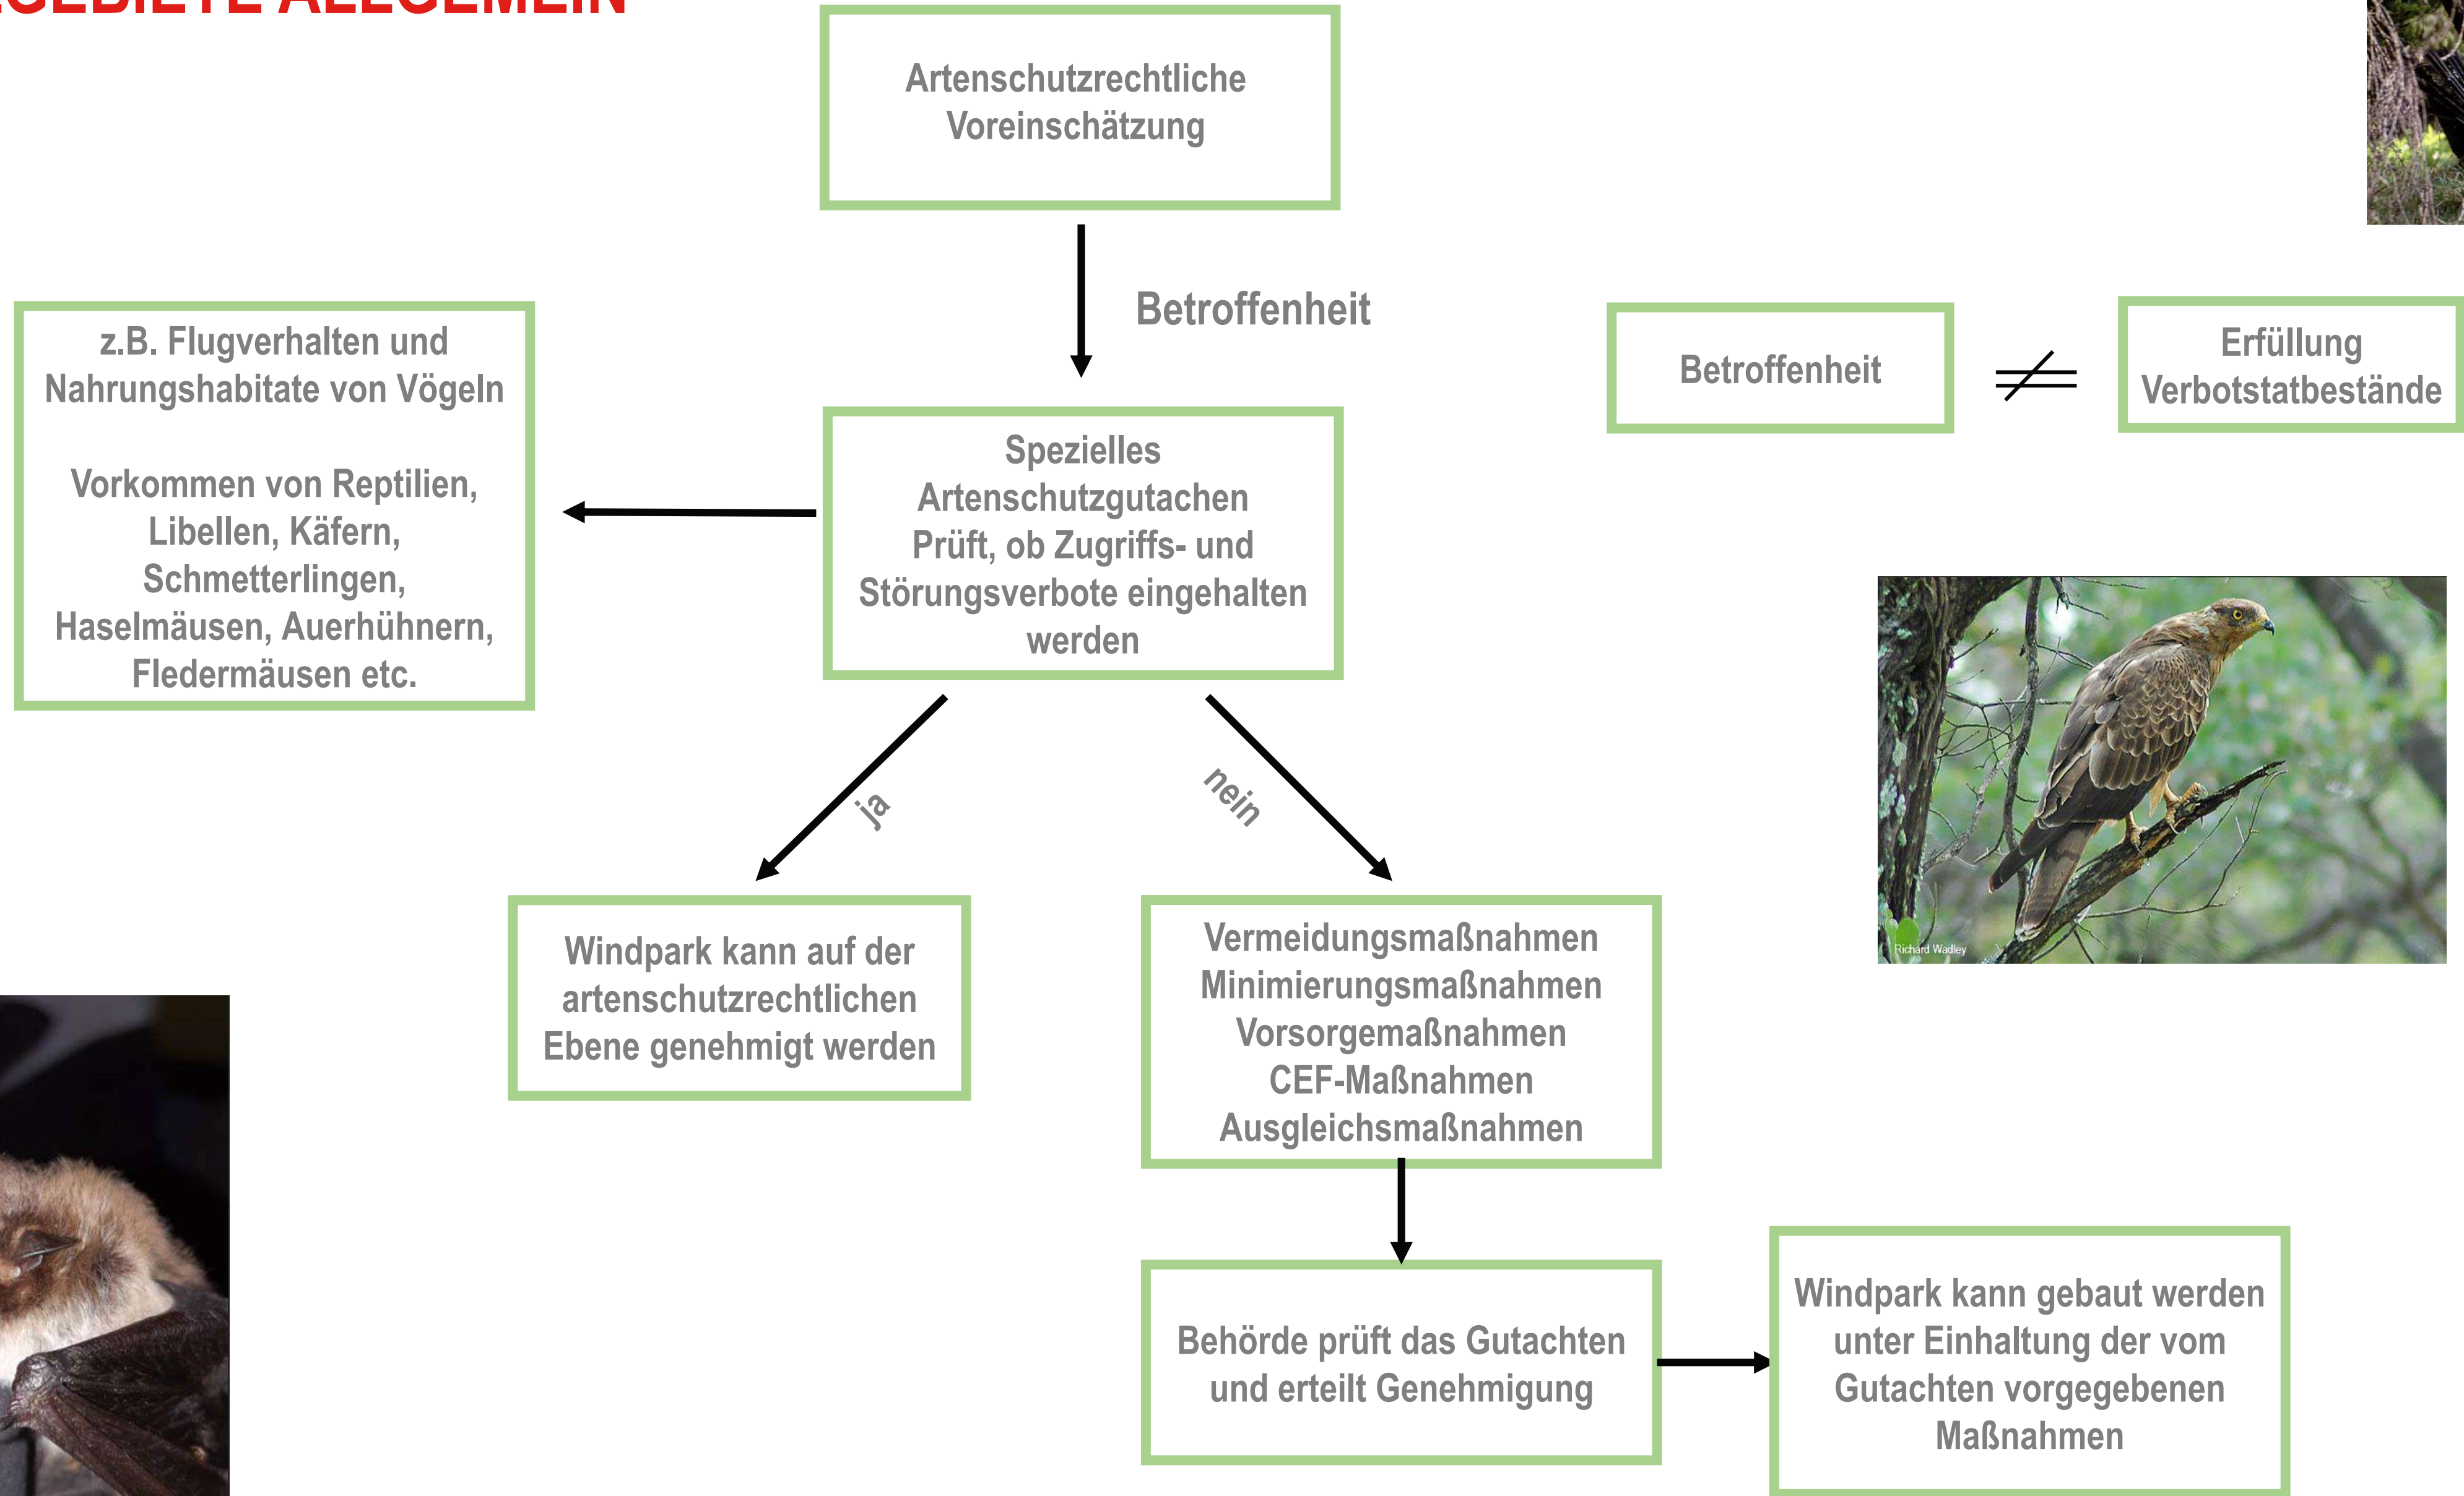 ALLGEMEIN
Artenschutzrechtliche
Voreinschätzung
Betroffenheit
z.B. Flugverhalten und
Nahrungshabitate von Vögeln
Vorkommen von Reptilien,
Libellen, Käfern,
Schmetterlingen,
Haselmäusen, Auerhühnern,
Fledermäusen etc.
Spezielles
Artenschutzgutachen
Prüft, ob Zugriffs- und
Störungsverbote eingehalten
werden
Betroffenheit
≠
Erfüllung
Verbotstatbestände
ja
nein
Windpark kann auf der
artenschutzrechtlichen
Ebene genehmigt werden
Vermeidungsmaßnahmen
Minimierungsmaßnahmen
Vorsorgemaßnahmen
CEF-Maßnahmen
Ausgleichsmaßnahmen
Richard Wadley
Behörde prüft das Gutachten
und erteilt Genehmigung
Windpark kann gebaut werden
unter Einhaltung der vom
Gutachten vorgegebenen
Maßnahmen